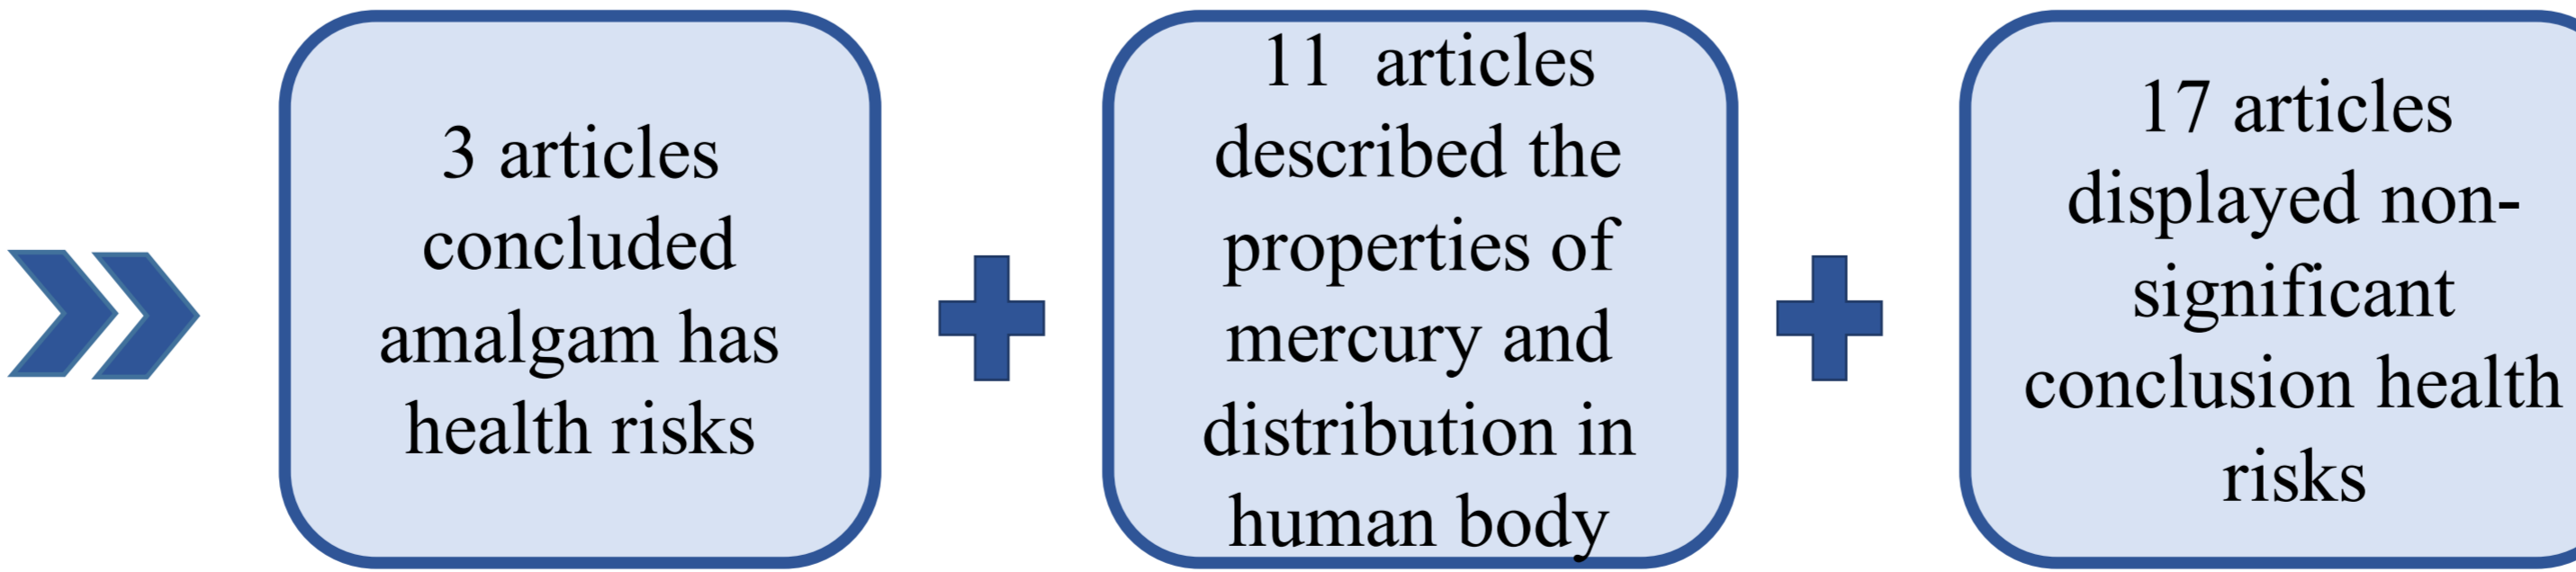 3 articles
concluded
amalgam has
health risks
11 articles
described the
properties of
mercury and
distribution in
human body
17 articles
displayed non-
significant
conclusion health
risks